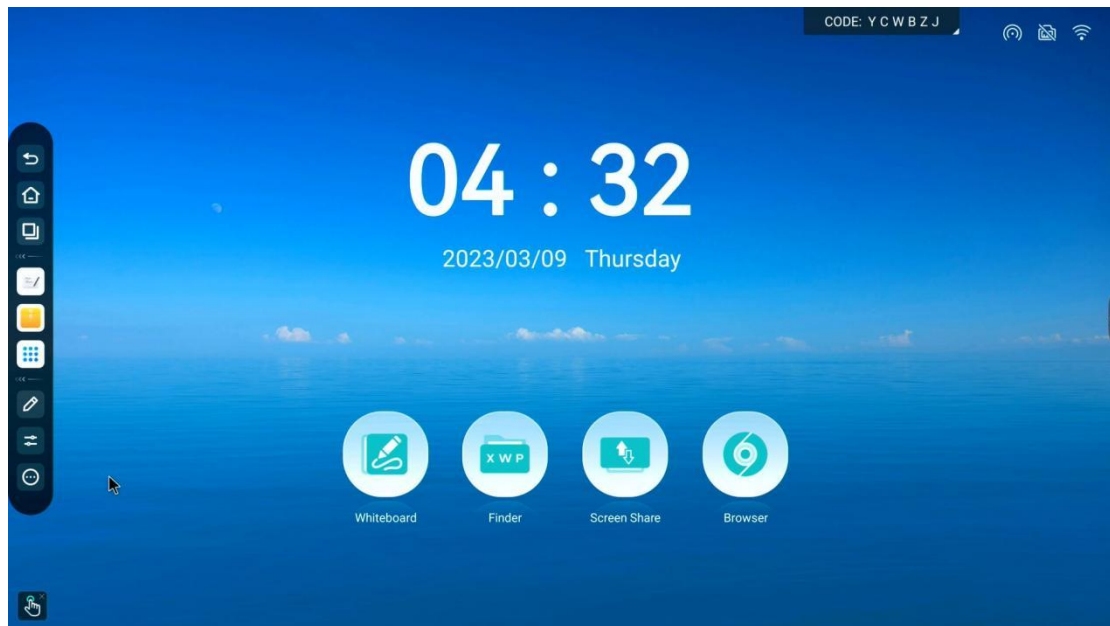 CODE: Y C W B Z J
04 : 32
2023/03/09 Thursday
X W P
Whiteboard
Finder
Screen Share
Browser